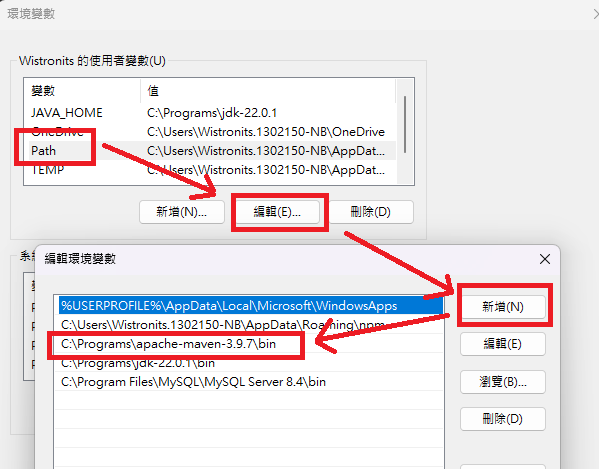 環境變數
Wistronits 的使用者變數(U)
變數 值
JAVA_HOME C:\Programs\jdk-22.0.1
OneDrive C:\Users\Wistronits.1302150-NB\OneDrive
Path C:\Users\Wistronits.1302150-NB\AppDat...
TEMP C:\Users\Wistronits.1302150-NB\AppDat...
新增(N)... 編輯(E)... 刪除(D)
編輯環境變數
%USERPROFILE%\AppData\Local\Microsoft\WindowsApps
C:\Users\Wistronits.1302150-NB\AppData\Roaming\npm
C:\Programs\apache-maven-3.9.7\bin
C:\Programs\jdk-22.0.1\bin
C:\Program Files\MySQL\MySQL Server 8.4\bin
新增(N)
編輯(E)
瀏覽(B)...
刪除(D)